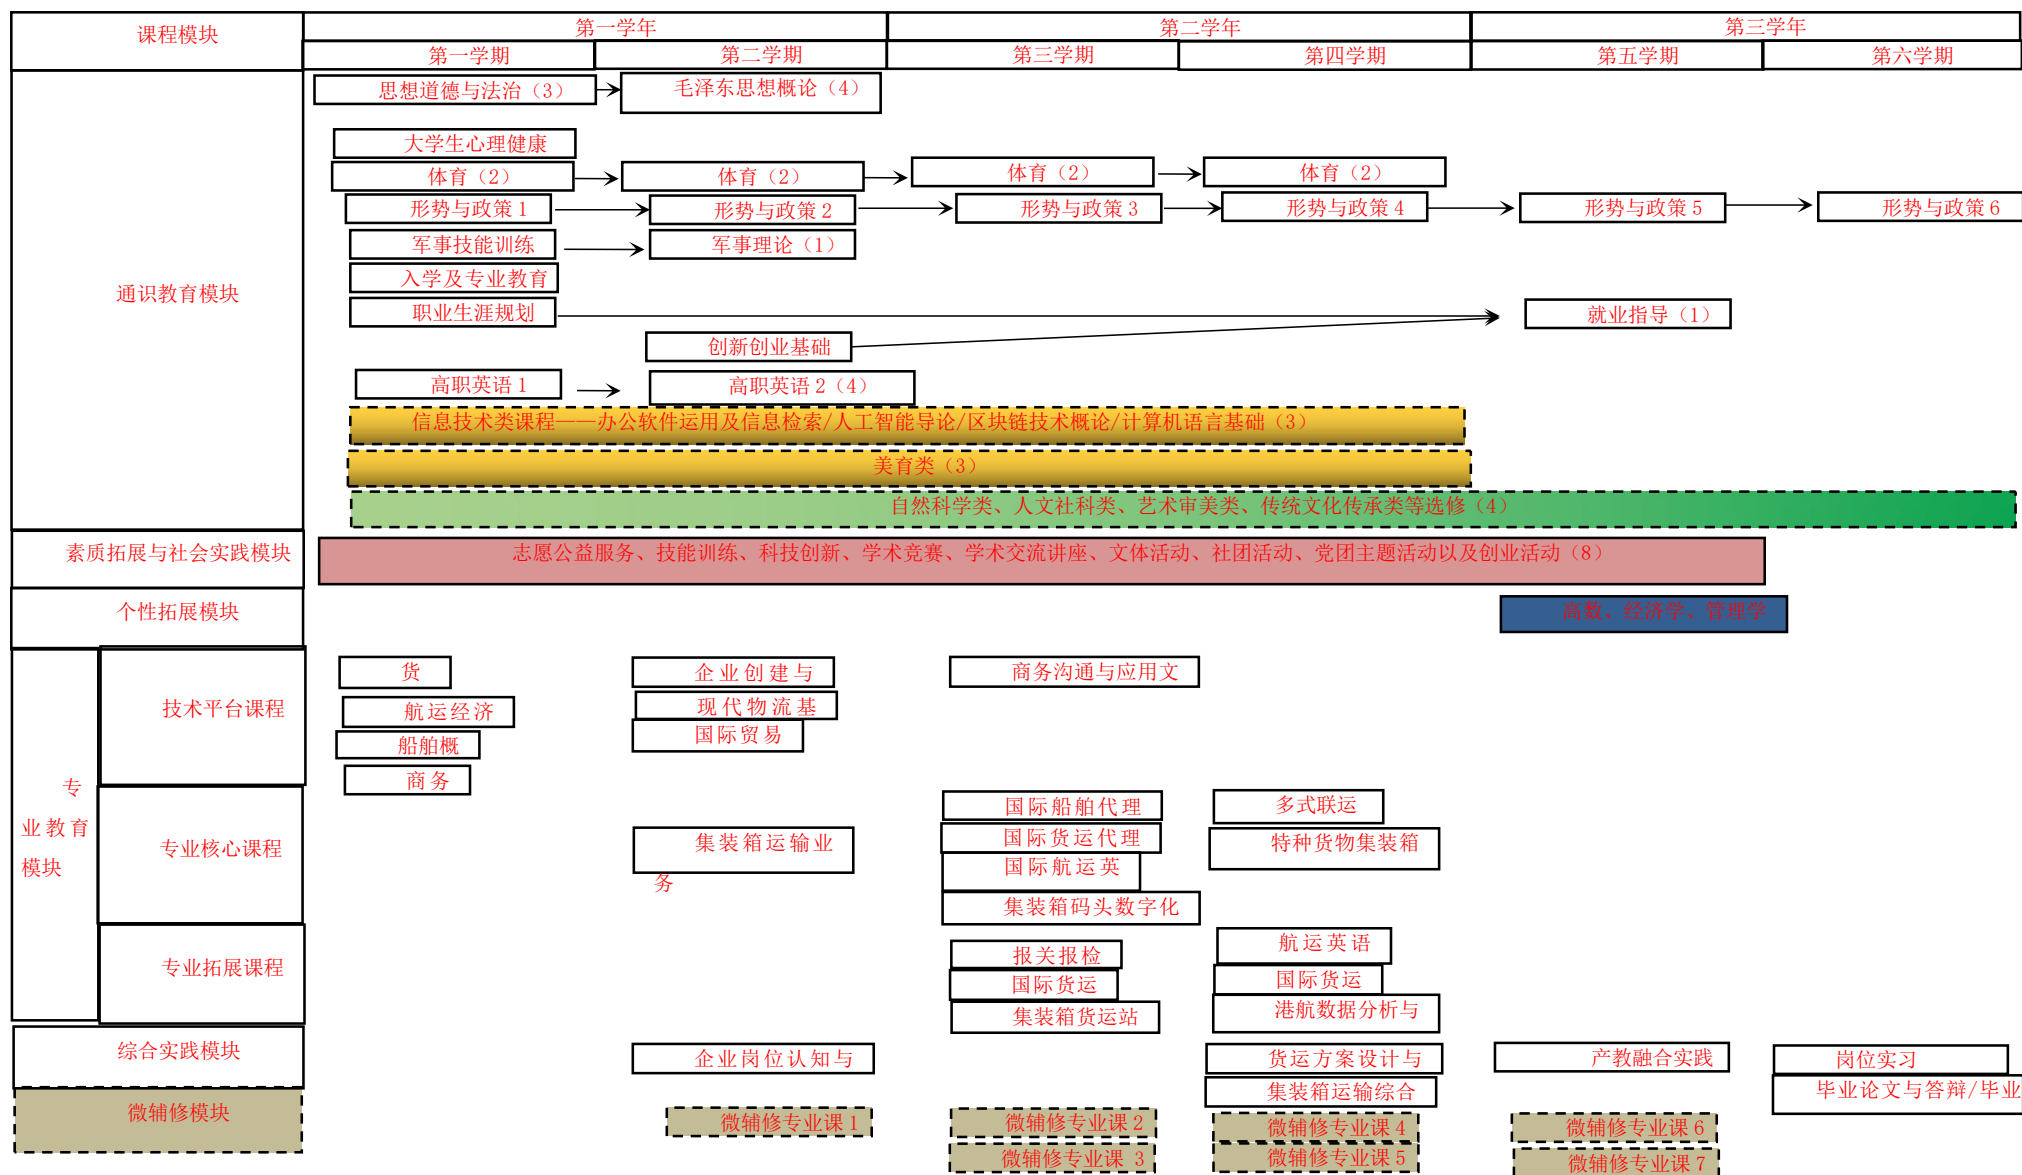 课程模块
第一学年
第二学年
第三学年
第一学期
第二学期
第三学期
第四学期
第五学期
第六学期
通识教育模块
思想道德与法治（3）
毛泽东思想概论（4）
大学生心理健康
体育（2）
体育（2）
体育（2）
体育（2）
形势与政策 1
形势与政策 2
形势与政策 3
形势与政策 4
形势与政策 5
形势与政策 6
军事技能训练
军事理论（1）
入学及专业教育
职业生涯规划
就业指导（1）
创新创业基础
高职英语 1
高职英语 2（4）
信息技术类课程——办公软件运用及信息检索/人工智能导论/区块链技术概论/计算机语言基础（3）
美育类（3）
自然科学类、人文社科类、艺术审美类、传统文化传承类等选修（4）
素质拓展与社会实践模块
志愿公益服务、技能训练、科技创新、学术竞赛、学术交流讲座、文体活动、社团活动、党团主题活动以及创业活动（8）
个性拓展模块
高数、经济学、管理学
专
业教育
模块
技术平台课程
货
航运经济
船舶概
商务
企业创建与
现代物流基
国际贸易
商务沟通与应用文
专业核心课程
集装箱运输业
务
国际船舶代理
国际货运代理
国际航运英
集装箱码头数字化
多式联运
特种货物集装箱
专业拓展课程
报关报检
国际货运
集装箱货运站
航运英语
国际货运
港航数据分析与
综合实践模块
企业岗位认知与
货运方案设计与
集装箱运输综合
产教融合实践
岗位实习
毕业论文与答辩/毕业
微辅修模块
微辅修专业课 1
微辅修专业课 2
微辅修专业课 3
微辅修专业课 4
微辅修专业课 5
微辅修专业课 6
微辅修专业课 7